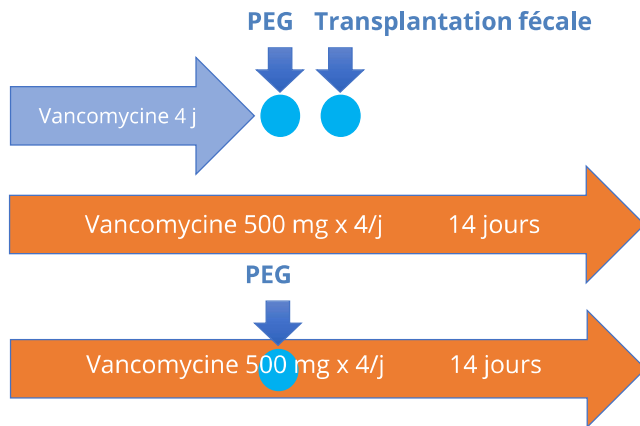 PEG Transplantation fécale
Vancomycine 4 j
Vancomycine 500 mg x 4/j 14 jours
PEG
Vancomycine 500 mg x 4/j 14 jours